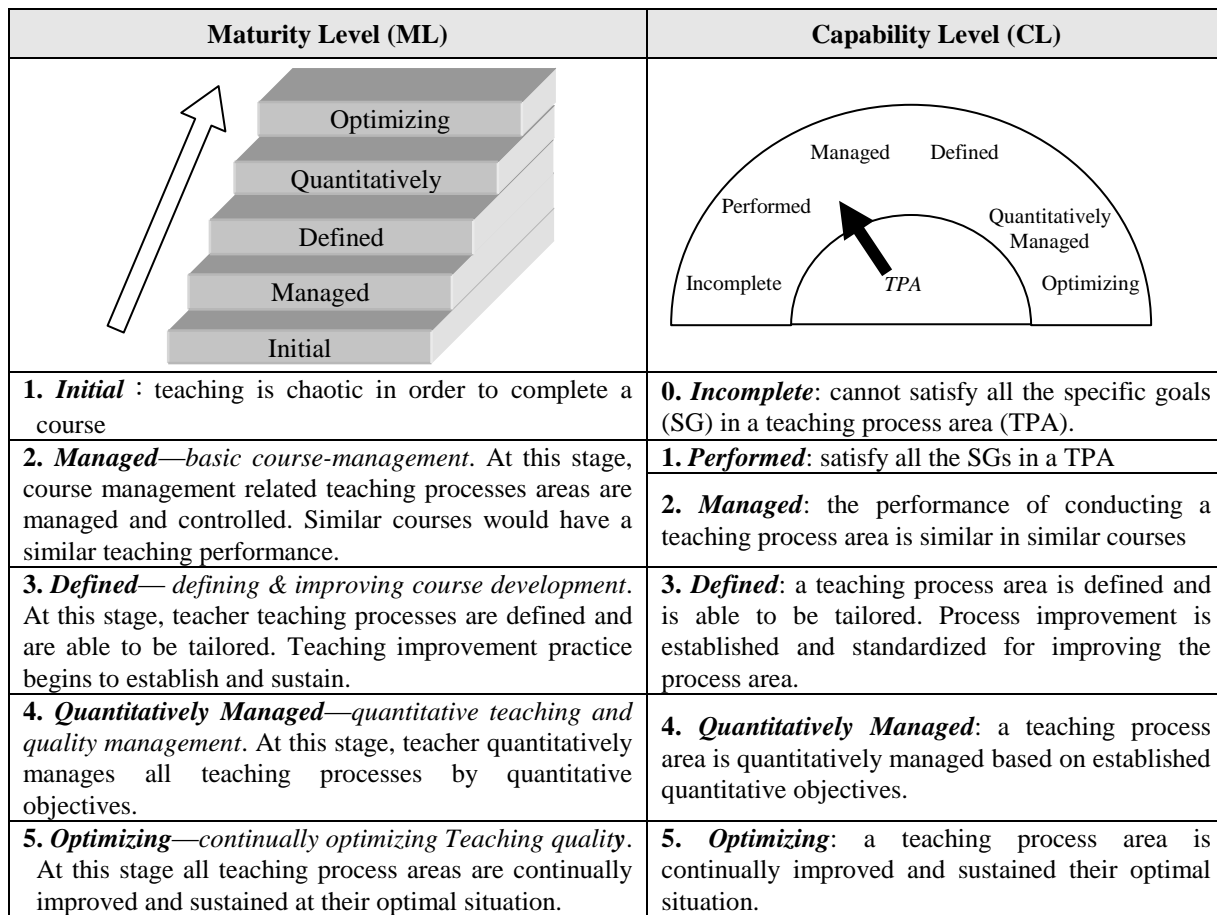 Maturity Level (ML)
Capability Level (CL)
Optimizing
Quantitatively
Defined
Managed
Initial
Managed
Defined
Performed
Quantitatively
Managed
Incomplete
TPA
Optimizing
1. Initial：teaching is chaotic in order to complete a
course
2. Managed—basic course-management. At this stage,
course management related teaching processes areas are
managed and controlled. Similar courses would have a
similar teaching performance.
3. Defined— defining & improving course development.
At this stage, teacher teaching processes are defined and
are able to be tailored. Teaching improvement practice
begins to establish and sustain.
4. Quantitatively Managed—quantitative teaching and
quality management. At this stage, teacher quantitatively
manages all teaching processes by quantitative
objectives.
5. Optimizing—continually optimizing Teaching quality.
At this stage all teaching process areas are continually
improved and sustained at their optimal situation.
0. Incomplete: cannot satisfy all the specific goals
(SG) in a teaching process area (TPA).
1. Performed: satisfy all the SGs in a TPA
2. Managed: the performance of conducting a
teaching process area is similar in similar courses
3. Defined: a teaching process area is defined and
is able to be tailored. Process improvement is
established and standardized for improving the
process area.
4. Quantitatively Managed: a teaching process
area is quantitatively managed based on established
quantitative objectives.
5. Optimizing: a teaching process area is
continually improved and sustained their optimal
situation.